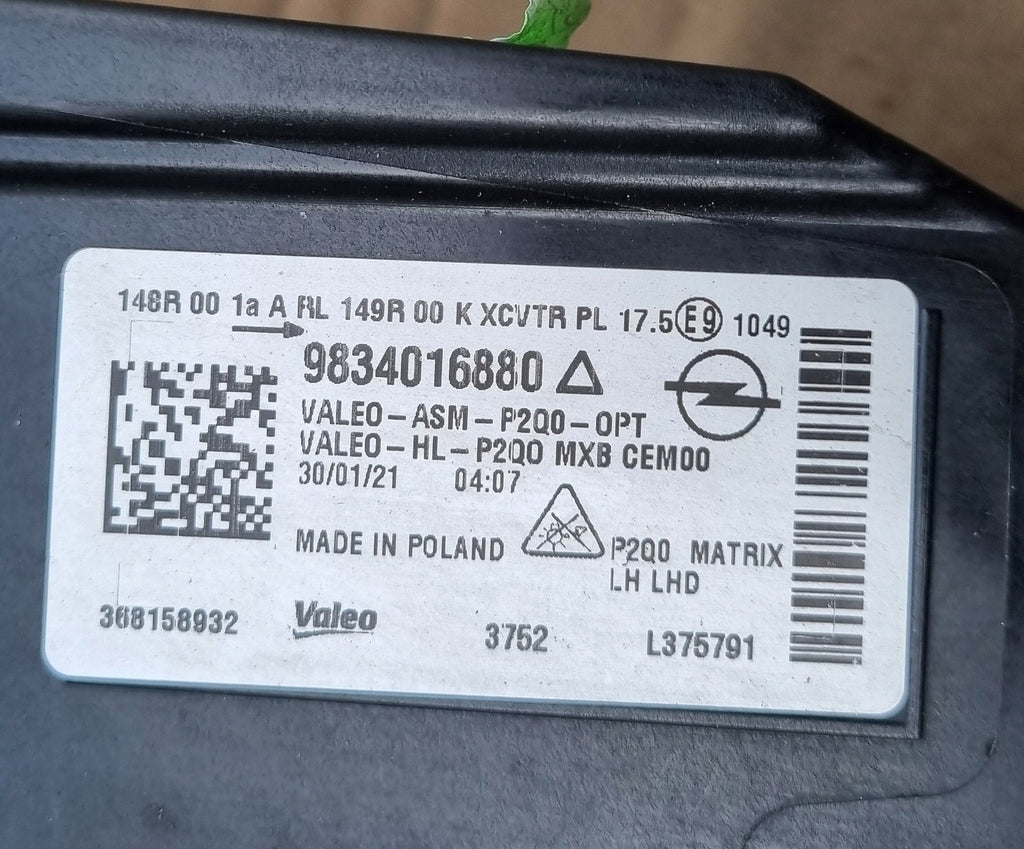 148R 00 1a A RL 149R 00 K XCVTR PL 17.5 E9 1049
9834016880
VALEO-ASM-P2Q0-OPT
VALEO-HL-P2Q0 MXB CEM00
30/01/21 04:07
MADE IN POLAND
P2Q0 MATRIX
LH LHD
368158932 Valeo 3752 L375791